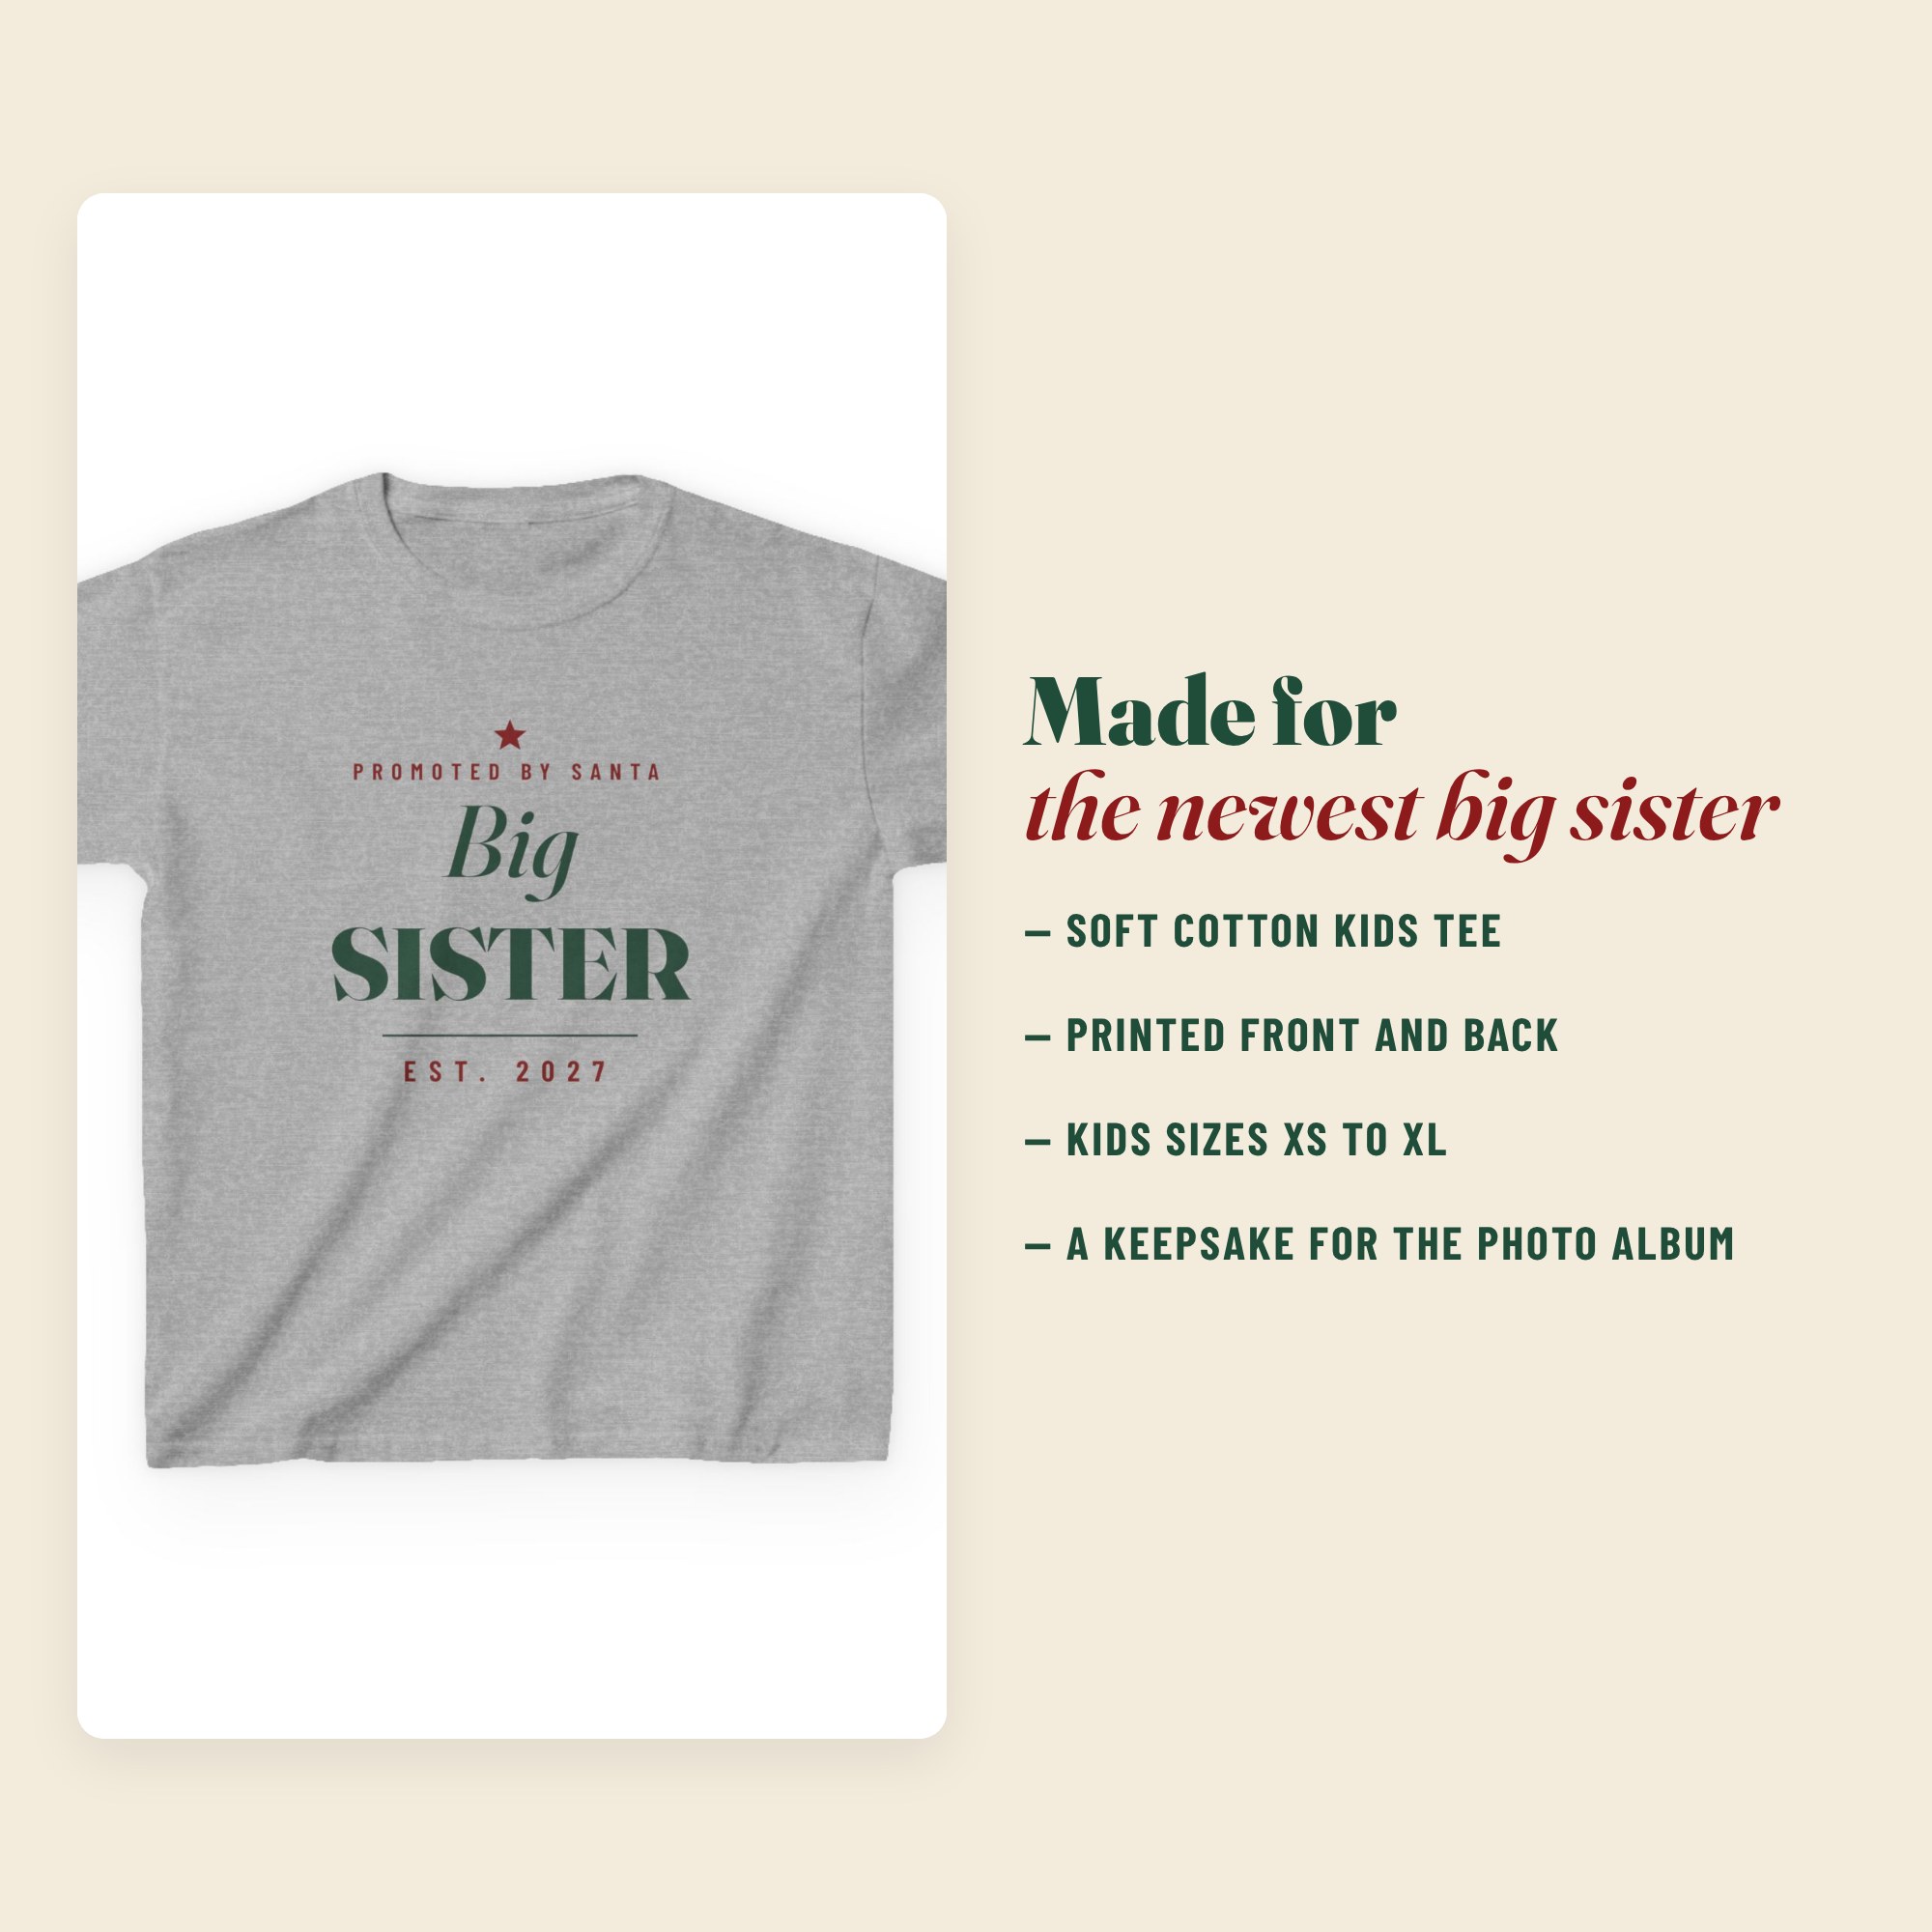 PROMOTED BY SANTA
Big
SISTER
EST. 2027
Made for
the newest big sister
– SOFT COTTON KIDS TEE
– PRINTED FRONT AND BACK
– KIDS SIZES XS TO XL
– A KEEPSAKE FOR THE PHOTO ALBUM